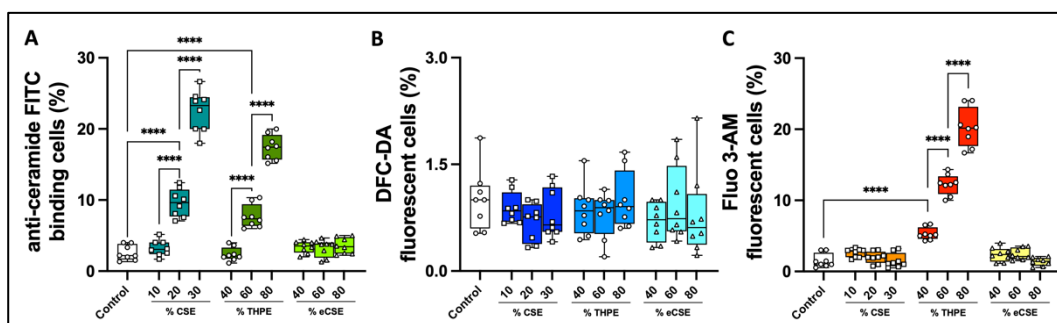 A
anti-ceramide FITC
binding cells (%)
30
20
10
0
****
****
****
****
****
****
Control
10
20
30
40
60
80
40
60
80
% CSE
% THPE
% eCSE
B
DFC-DA
fluorescent cells (%)
3.0
1.5
0.0
Control
10
20
30
40
60
80
40
60
80
% CSE
% THPE
% eCSE
C
Fluo 3-AM
fluorescent cells (%)
30
20
10
0
****
****
****
Control
10
20
30
40
60
80
40
60
80
% CSE
% THPE
% eCSE